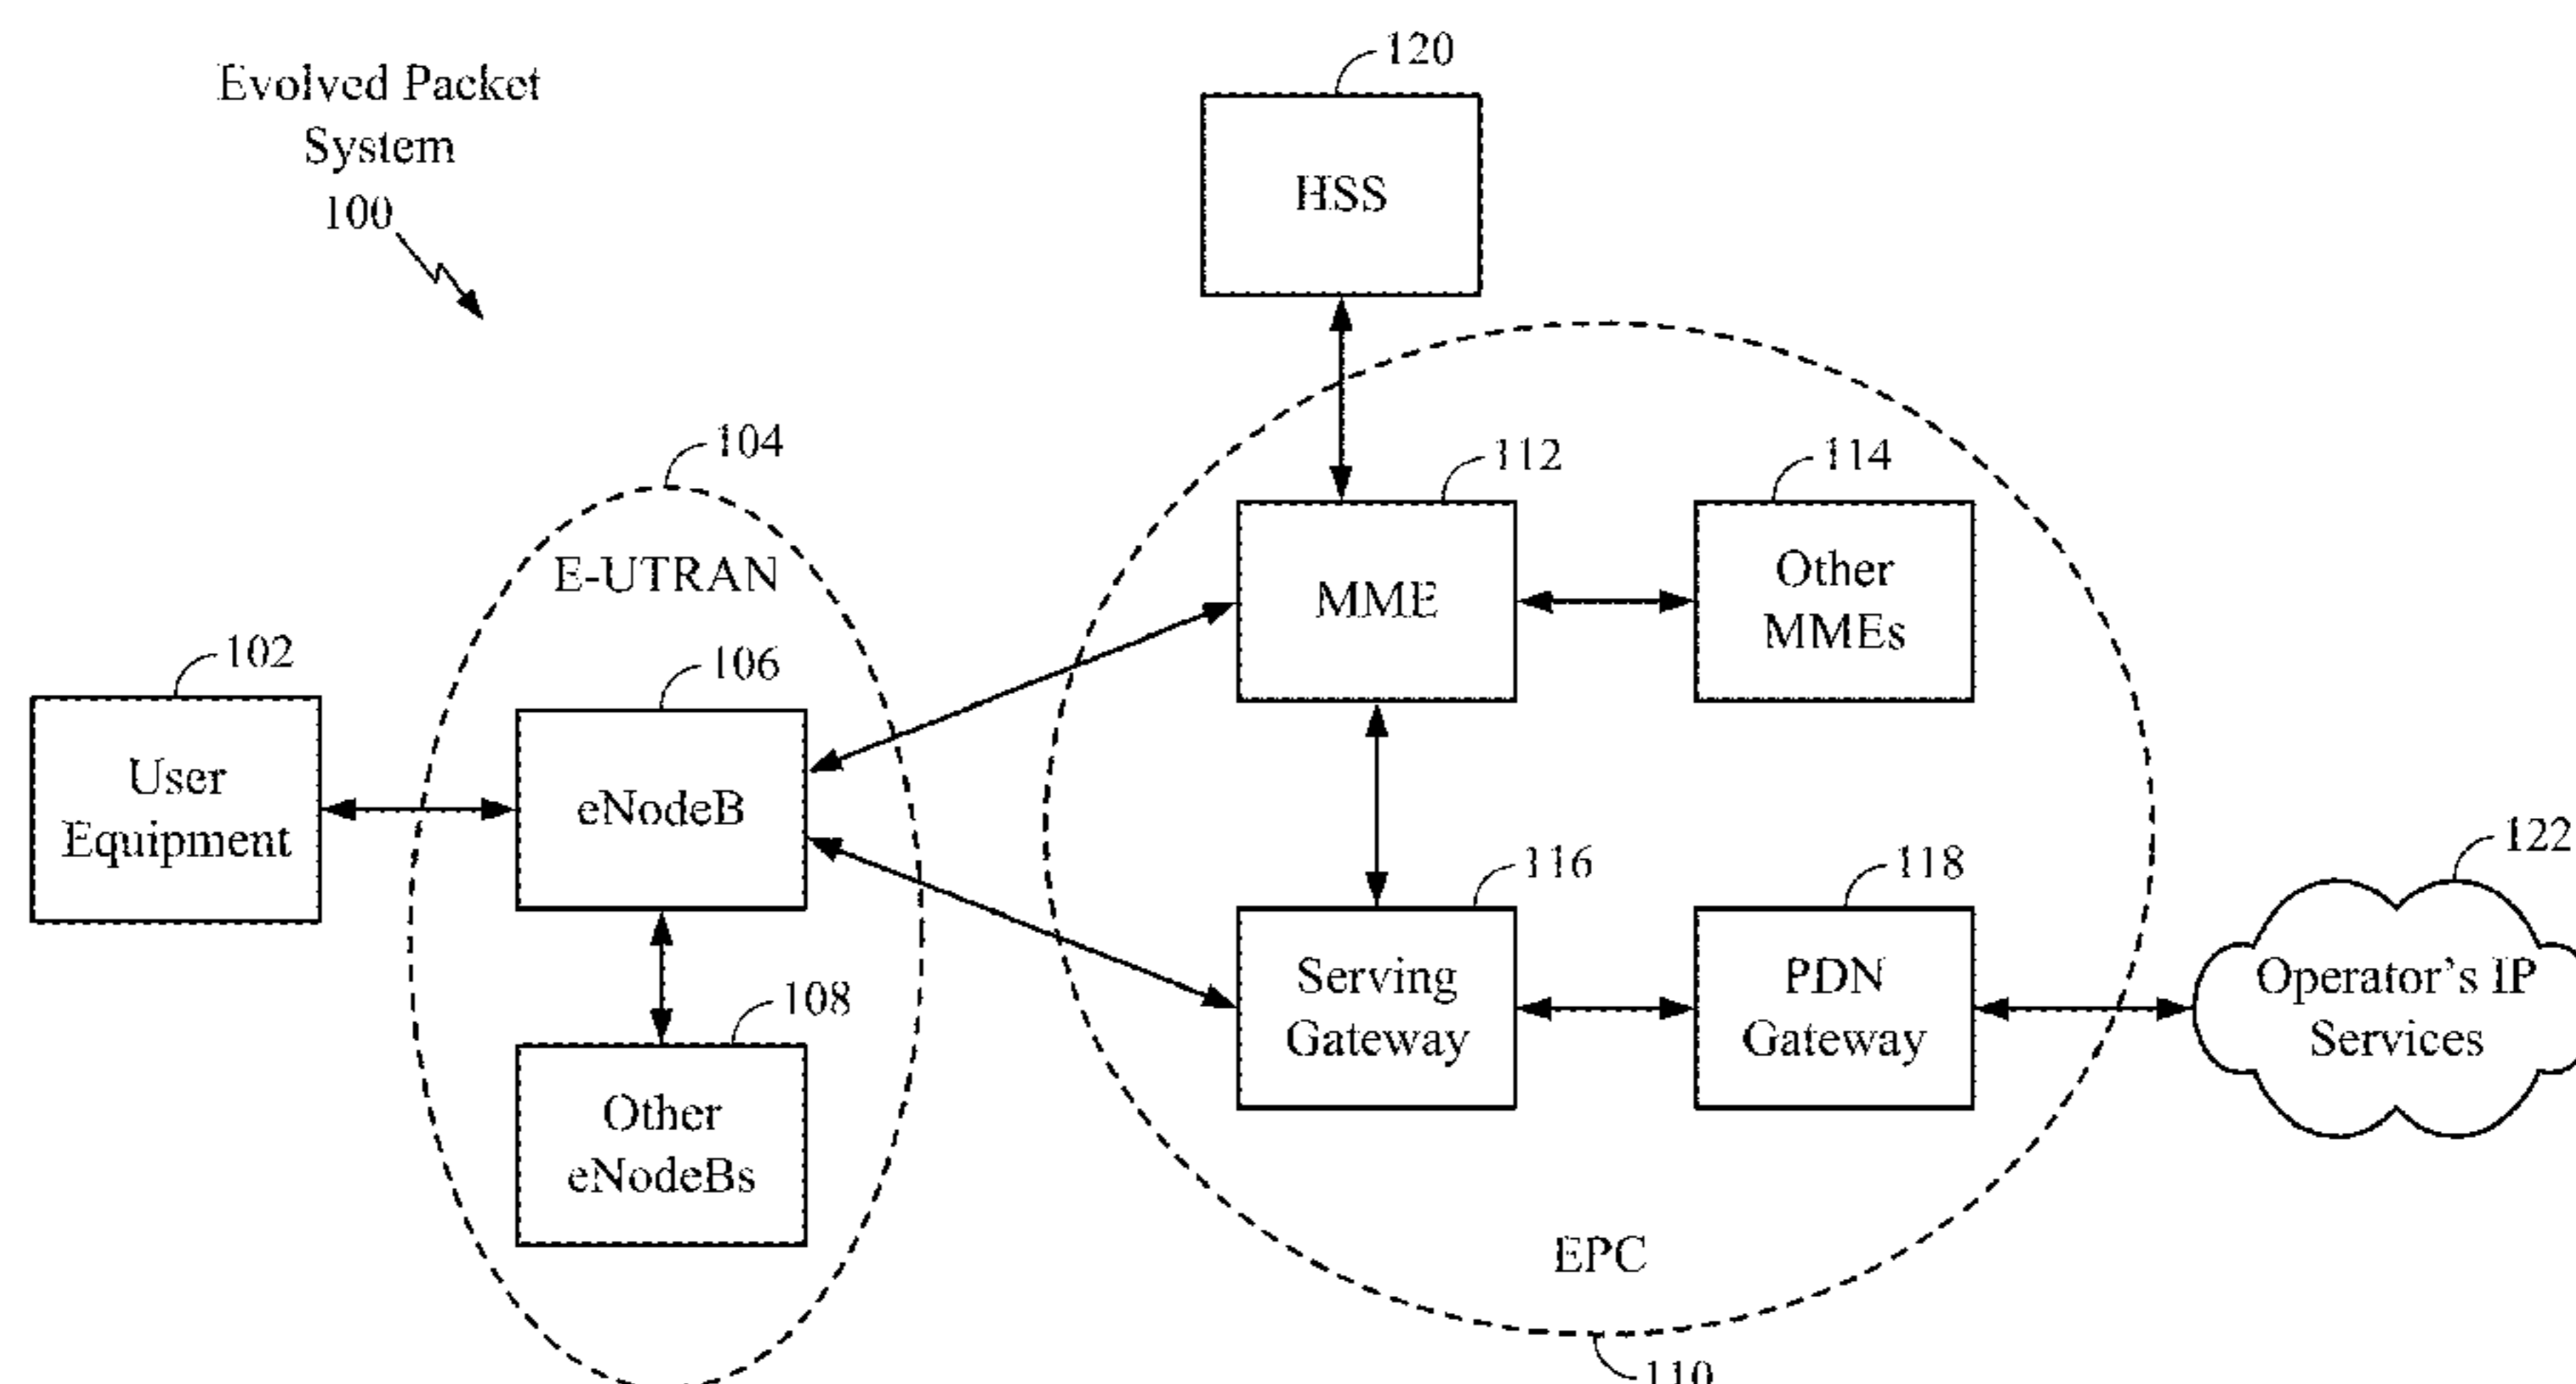 Evolved Packet
System
100
120
HSS
104
E-UTRAN
112
MME
114
Other
MMEs
102
User
Equipment
106
eNodeB
116
Serving
Gateway
118
PDN
Gateway
122
Operator's IP
Services
108
Other
eNodeBs
EPC
110